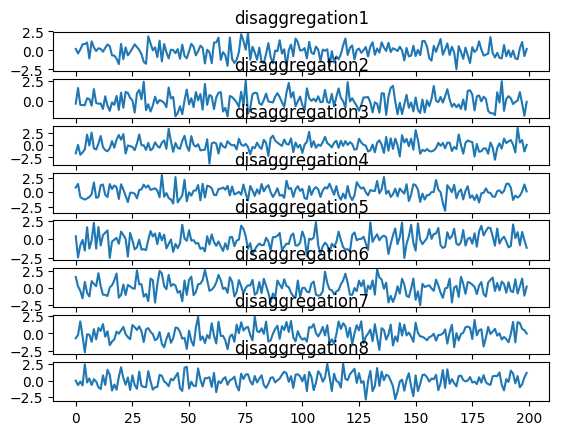 disaggregation1
2.5
0.0
−2.5
disaggregation2
2.5
0.0
disaggregation3
2.5
0.0
−2.5
disaggregation4
2.5
0.0
−2.5
disaggregation5
2.5
0.0
−2.5
disaggregation6
2.5
0.0
−2.5
disaggregation7
2.5
0.0
−2.5
disaggregation8
2.5
0.0
−2.5
0 25 50 75 100 125 150 175 200